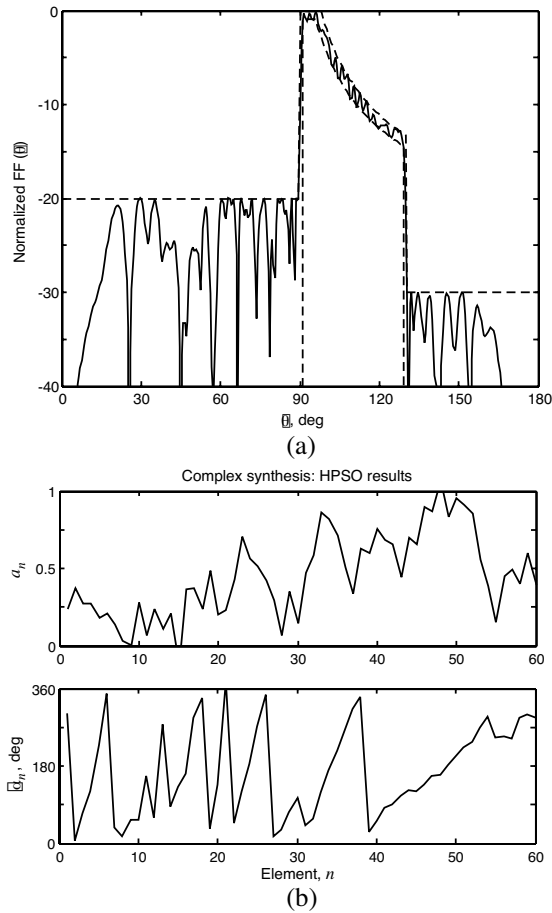 0
-10
-20
-30
-40
Normalized FF ( )
0 30 60 90 120 150 180
, deg
(a)
Complex synthesis: HPSO results
1
0.5
0
aₙ
0 10 20 30 40 50 60
360
180
0
ₙ, deg
0 10 20 30 40 50 60
Element, n
(b)